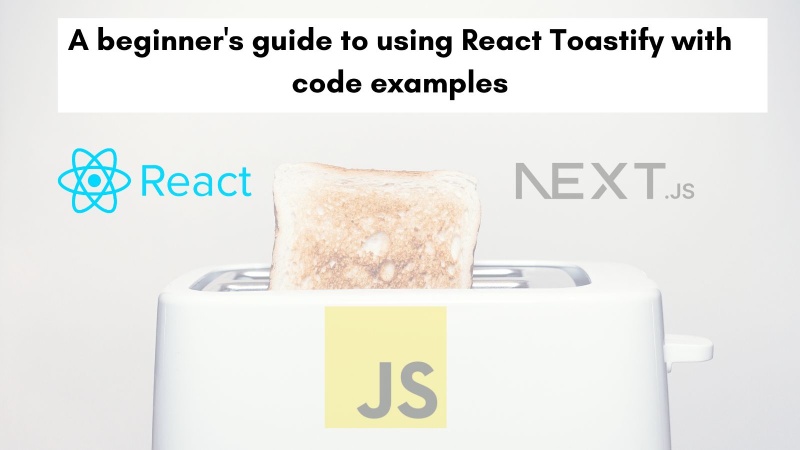 A beginner's guide to using React Toastify with
code examples
React
NEXT.JS
JS